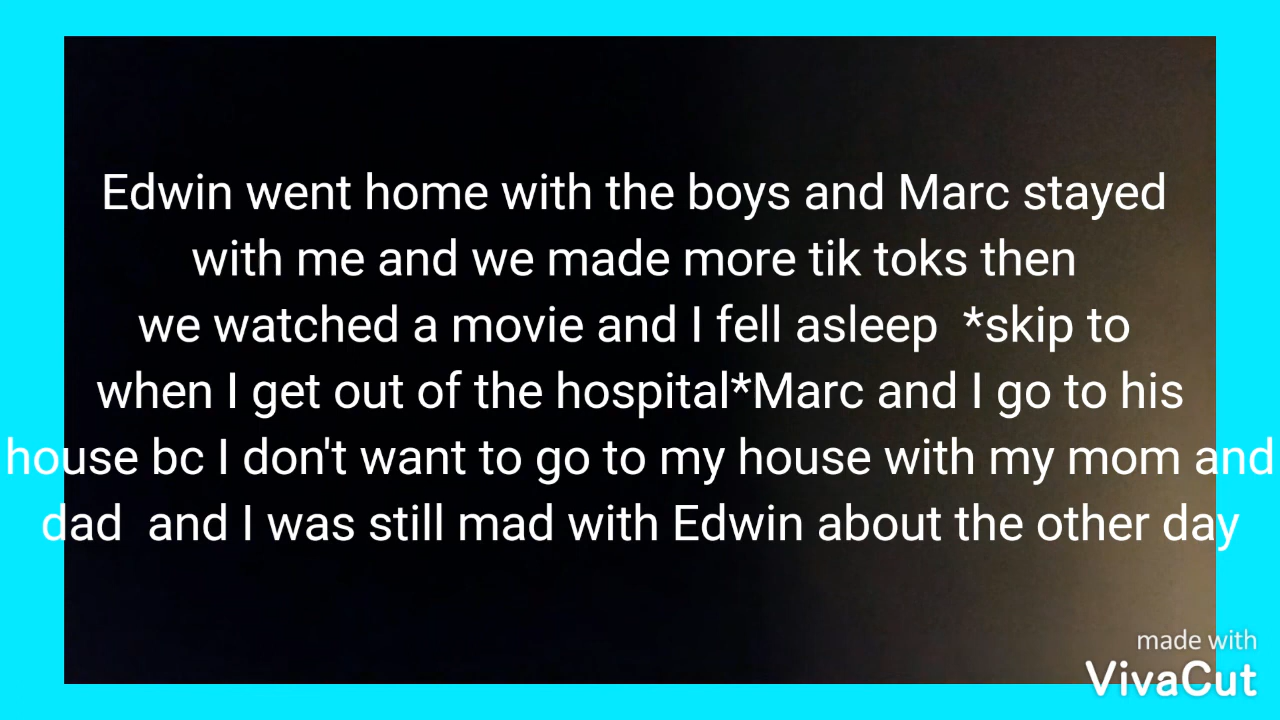 Edwin went home with the boys and Marc stayed
with me and we made more tik toks then
we watched a movie and I fell asleep  *skip to
when I get out of the hospital*Marc and I go to his
house bc I don't want to go to my house with my mom and
dad  and I was still mad with Edwin about the other day
made with
VivaCut